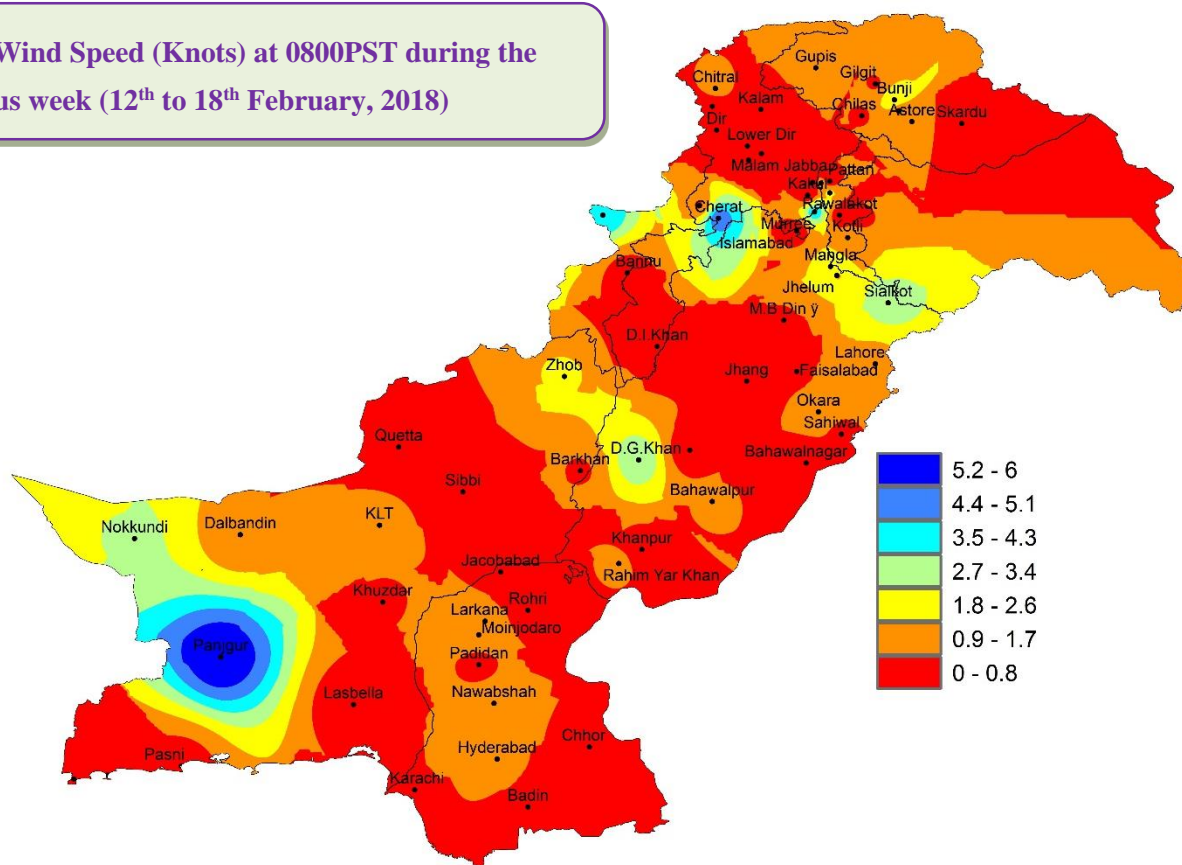 Wind Speed (Knots) at 0800PST during the
us week (12th to 18th February, 2018)
Gupis
Gilgit
Chitral
Bunji
Kalam
Chilas
Astore
Skardu
Dir
Lower Dir
Malam Jabbar
Pattan
Kakul
Cherat
Rawalakot
Murree
Kotli
Islamabad
Mangla
Bannu
Jhelum
Sialkot
M.B Din ÿ
D.I.Khan
Lahore
Zhob
Faisalabad
Jhang
Okara
Sahiwal
Quetta
D.G.Khan
Bahawalnagar
Barkhan
Sibbi
Bahawalpur
KLT
Nokkundi
Dalbandin
Khanpur
Jacobabad
Rahim Yar Khan
Khuzdar
Rohri
Larkana
Moinjodaro
Panjgur
Padidan
Lasbella
Nawabshah
Chhor
Pasni
Hyderabad
Karachi
Badin
5.2 - 6
4.4 - 5.1
3.5 - 4.3
2.7 - 3.4
1.8 - 2.6
0.9 - 1.7
0 - 0.8